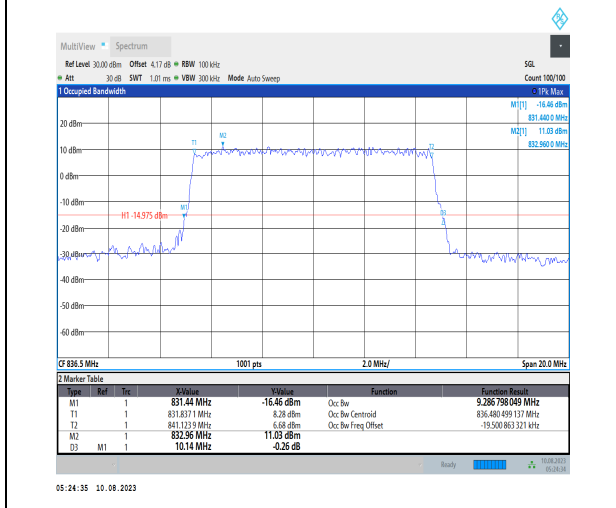 MultiView Spectrum
Ref Level 30.00 dBm Offset 4.17 dB RBW 100 kHz SGL
Att 30 dB SWT 1.01 ms VBW 300 kHz Mode Auto Sweep Count 100/100
1 Occupied Bandwidth 1Pk Max
M1[1] -16.46 dBm
831.440 0 MHz
M2[1] 11.03 dBm
832.960 0 MHz
20 dBm
M2
T1
T2
10 dBm
0 dBm
-10 dBm
M1
H1 -14.975 dBm
D3
-20 dBm
-30 dBm
-40 dBm
-50 dBm
-60 dBm
CF 836.5 MHz 1001 pts 2.0 MHz/ Span 20.0 MHz
2 Marker Table
Type Ref Trc X-Value Y-Value Function Function Result
M1 1 831.44 MHz -16.46 dBm Occ Bw 9.286 798 049 MHz
T1 1 831.837 1 MHz 8.28 dBm Occ Bw Centroid 836.480 499 137 MHz
T2 1 841.123 9 MHz 6.68 dBm Occ Bw Freq Offset -19.500 863 321 kHz
M2 1 832.96 MHz 11.03 dBm
D3 M1 1 10.14 MHz -0.26 dB
Ready 10.08.2023
05:24:34
05:24:35 10.08.2023